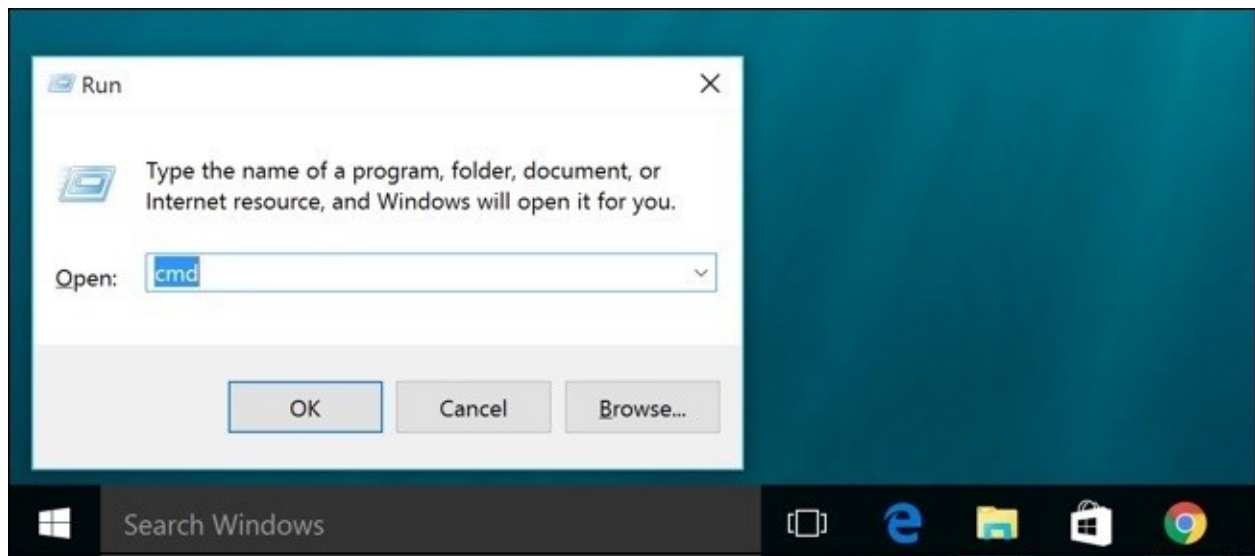 Run
Type the name of a program, folder, document, or
Internet resource, and Windows will open it for you.
Open:
cmd
OK
Cancel
Browse...
Search Windows